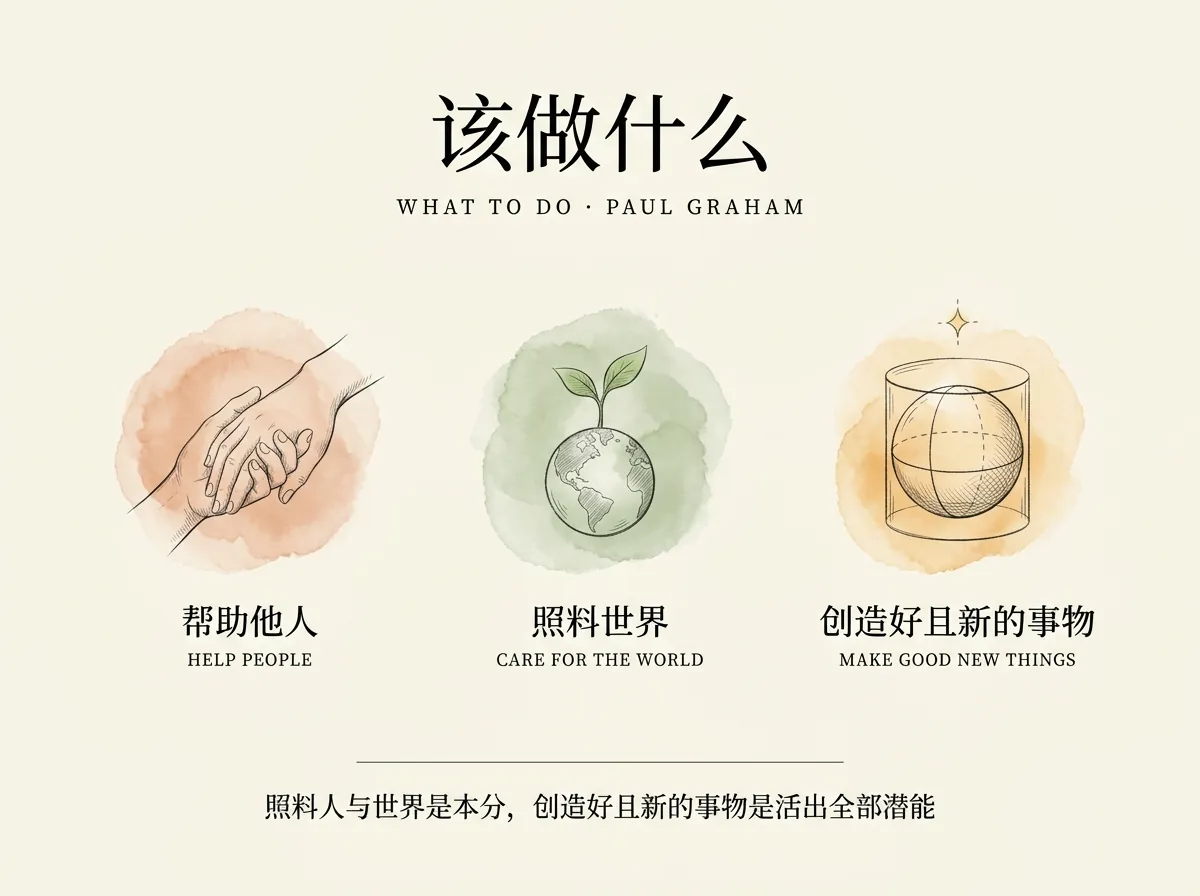 该做什么
WHAT TO DO · PAUL GRAHAM
帮助他人
HELP PEOPLE
照料世界
CARE FOR THE WORLD
创造好且新的事物
MAKE GOOD NEW THINGS
照料人与世界是本分，创造好且新的事物是活出全部潜能